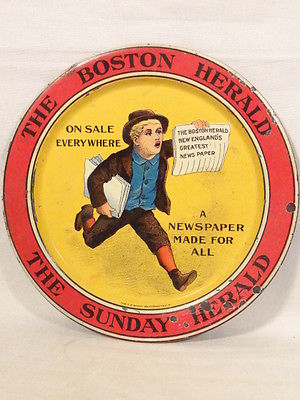 THE BOSTON HERALD
ON SALE
EVERYWHERE
THE BOSTON HERALD
NEW ENGLAND'S
GREATEST
NEWS PAPER
A
NEWSPAPER
MADE FOR
ALL
THE SUNDAY HERALD